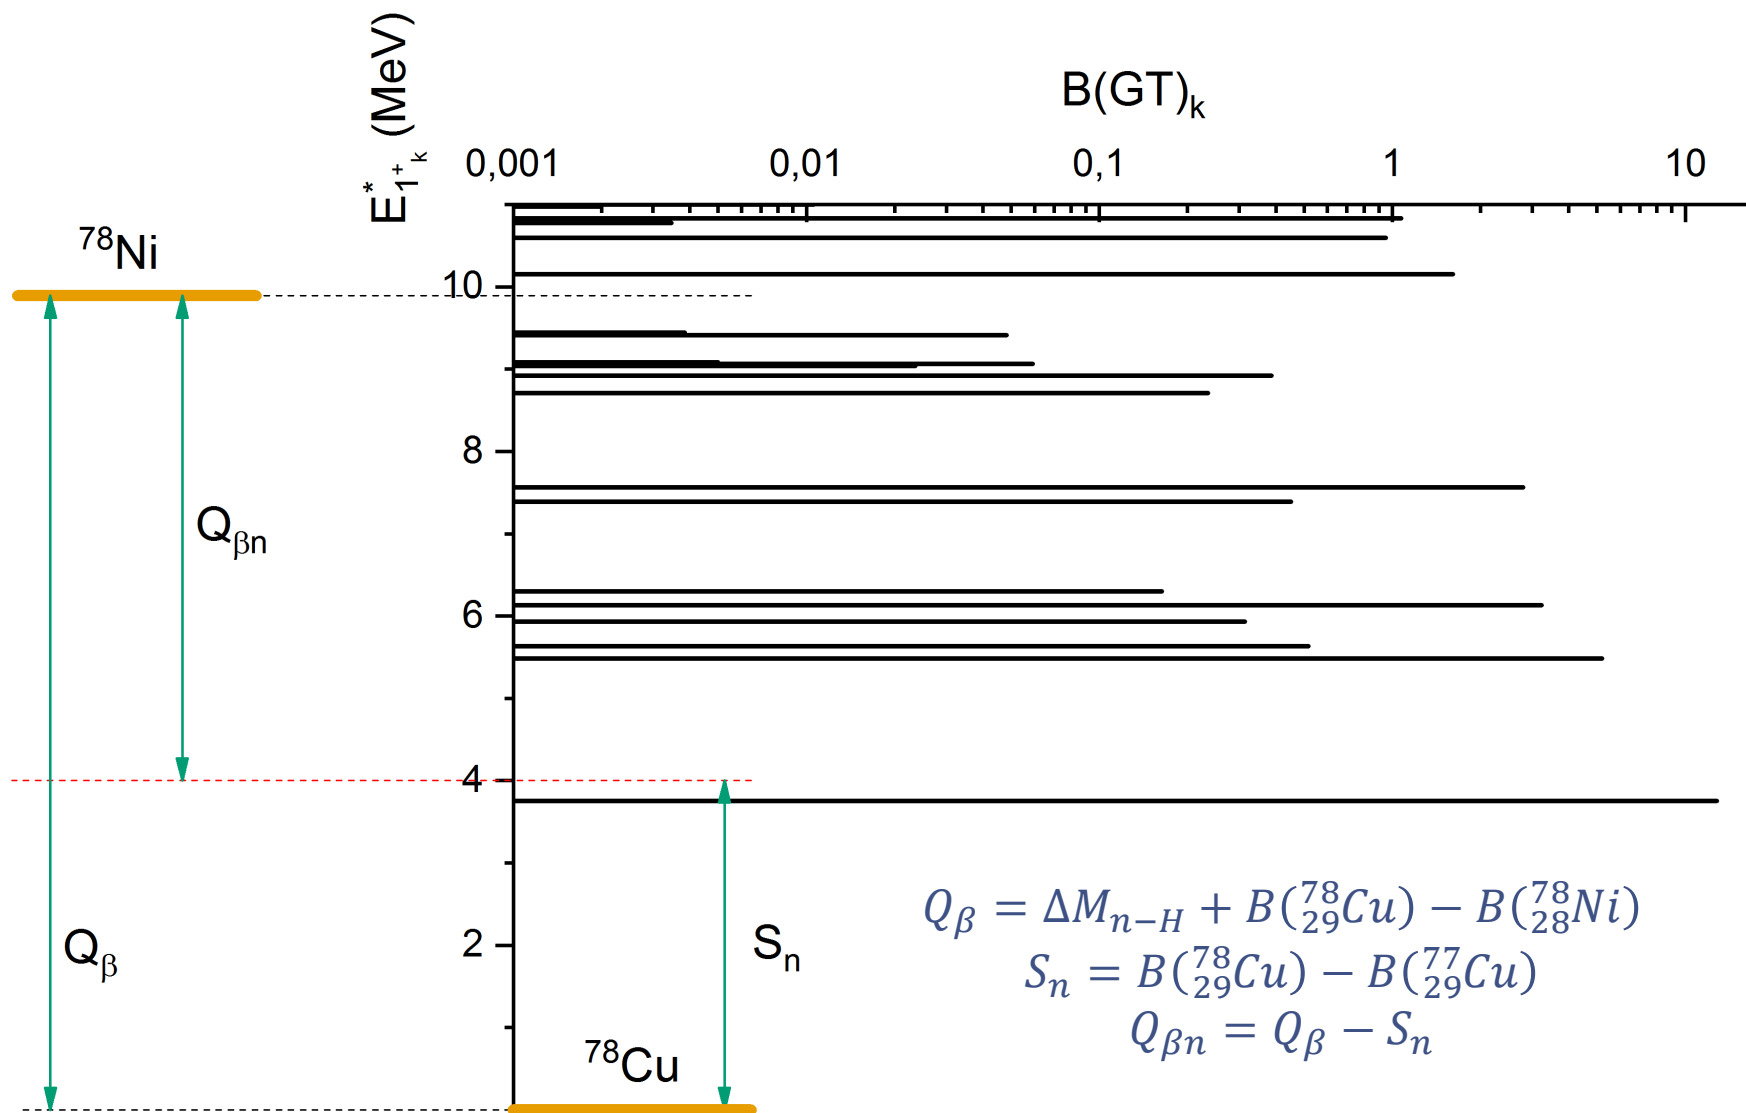 E*1+k (MeV)
B(GT)k
0,001 0,01 0,1 1 10
78Ni
10
8
Qβn
6
4
Qβ = ΔMn−H + B(7829Cu) − B(7828Ni)
Qβ
2
Sn
Sn = B(7829Cu) − B(7729Cu)
Qβn = Qβ − Sn
78Cu